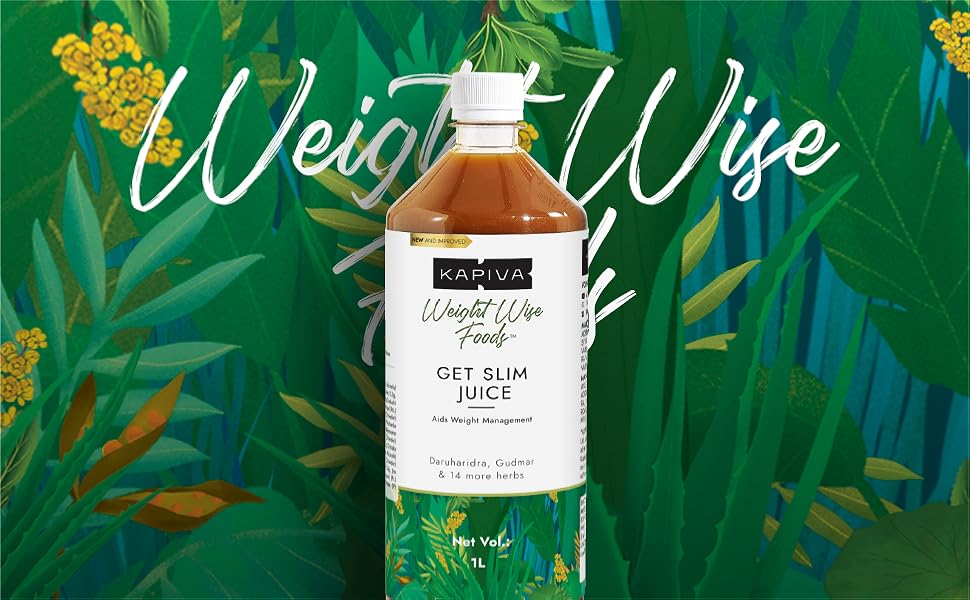 Weight Wise
Foods
NEW AND IMPROVED
KAPIVA
Weight Wise
Foods™
GET SLIM
JUICE
Aids Weight Management
Daruharidra, Gudmar
& 14 more herbs
Net Vol.:
1L